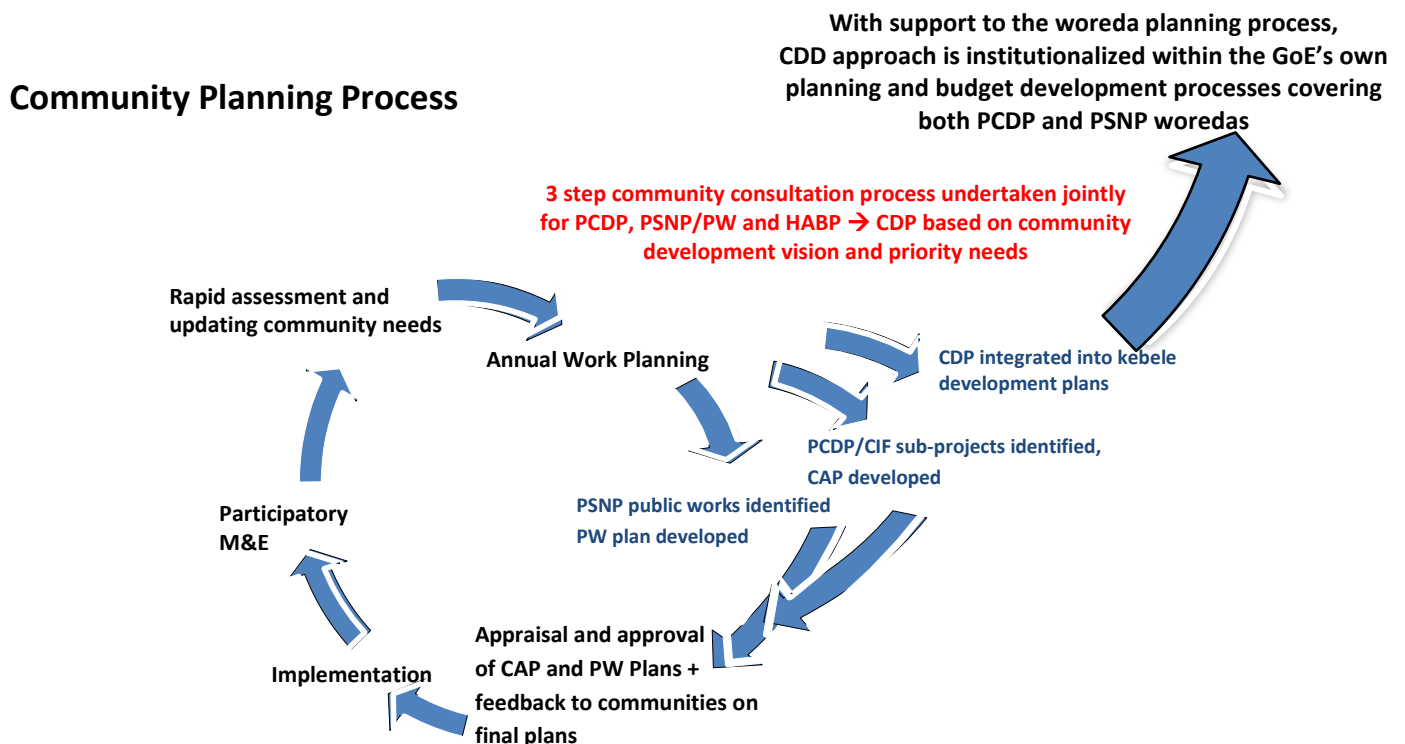 With support to the woreda planning process,
CDD approach is institutionalized within the GoE's own
planning and budget development processes covering
both PCDP and PSNP woredas
Community Planning Process
3 step community consultation process undertaken jointly
for PCDP, PSNP/PW and HABP → CDP based on community
development vision and priority needs
Rapid assessment and
updating community needs
Annual Work Planning
CDP integrated into kebele
development plans
PCDP/CIF sub-projects identified,
CAP developed
PSNP public works identified
PW plan developed
Participatory
M&E
Appraisal and approval
of CAP and PW Plans +
feedback to communities on
final plans
Implementation